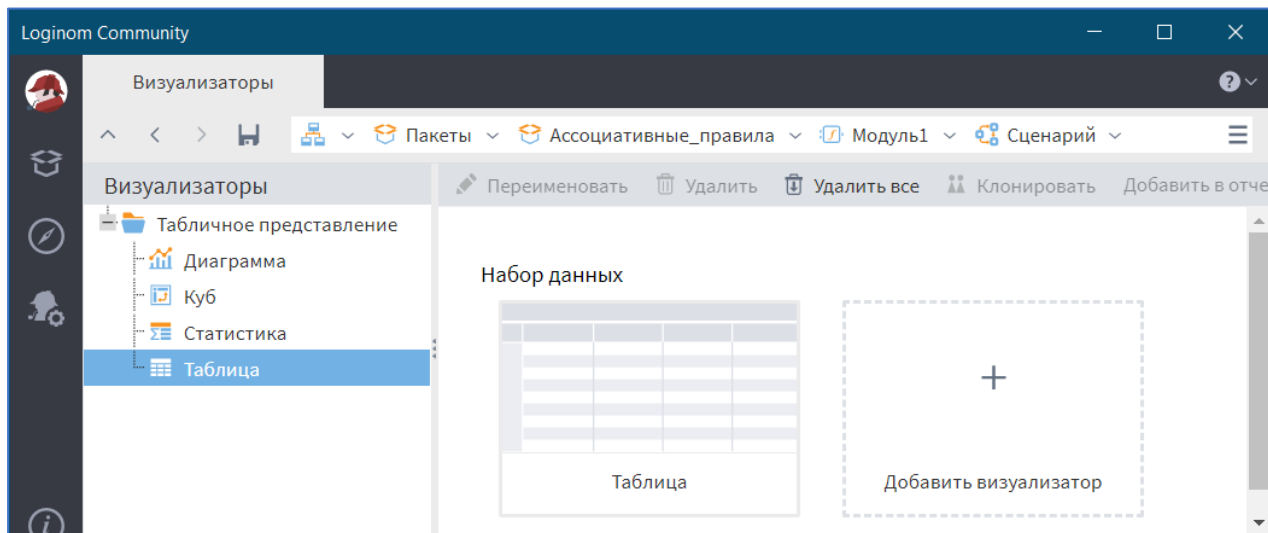 Loginom Community
Визуализаторы
Пакеты Ассоциативные_правила Модуль1 Сценарий
Визуализаторы
Переименовать Удалить Удалить все Клонировать Добавить в отче
Табличное представление
Диаграмма
Куб
Статистика
Таблица
Набор данных
Таблица
Добавить визуализатор